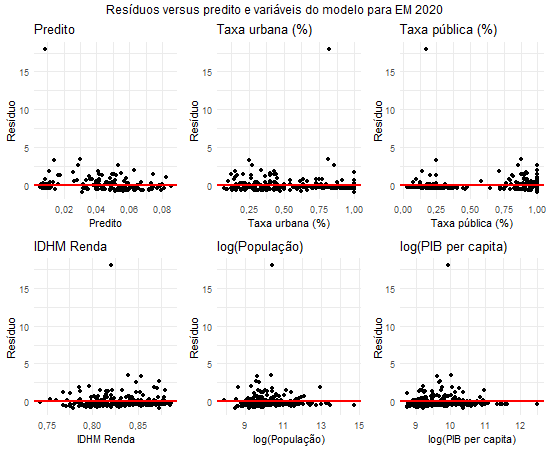 Resíduos versus predito e variáveis do modelo para EM 2020
Predito Taxa urbana (%) Taxa pública (%)
Resíduo Resíduo Resíduo
15 15 15
10 10 10
5 5 5
0 0 0
0.02 0.04 0.06 0.08 0,00 0,25 0,50 0,75 1,00 0,00 0,25 0,50 0,75 1,00
Predito Taxa urbana (%) Taxa pública (%)
IDHM Renda log(População) log(PIB per capita)
Resíduo Resíduo Resíduo
15 15 15
10 10 10
5 5 5
0 0 0
0.75 0.80 0.85 9 11 13 15 9 10 11 12
IDHM Renda log(População) log(PIB per capita)